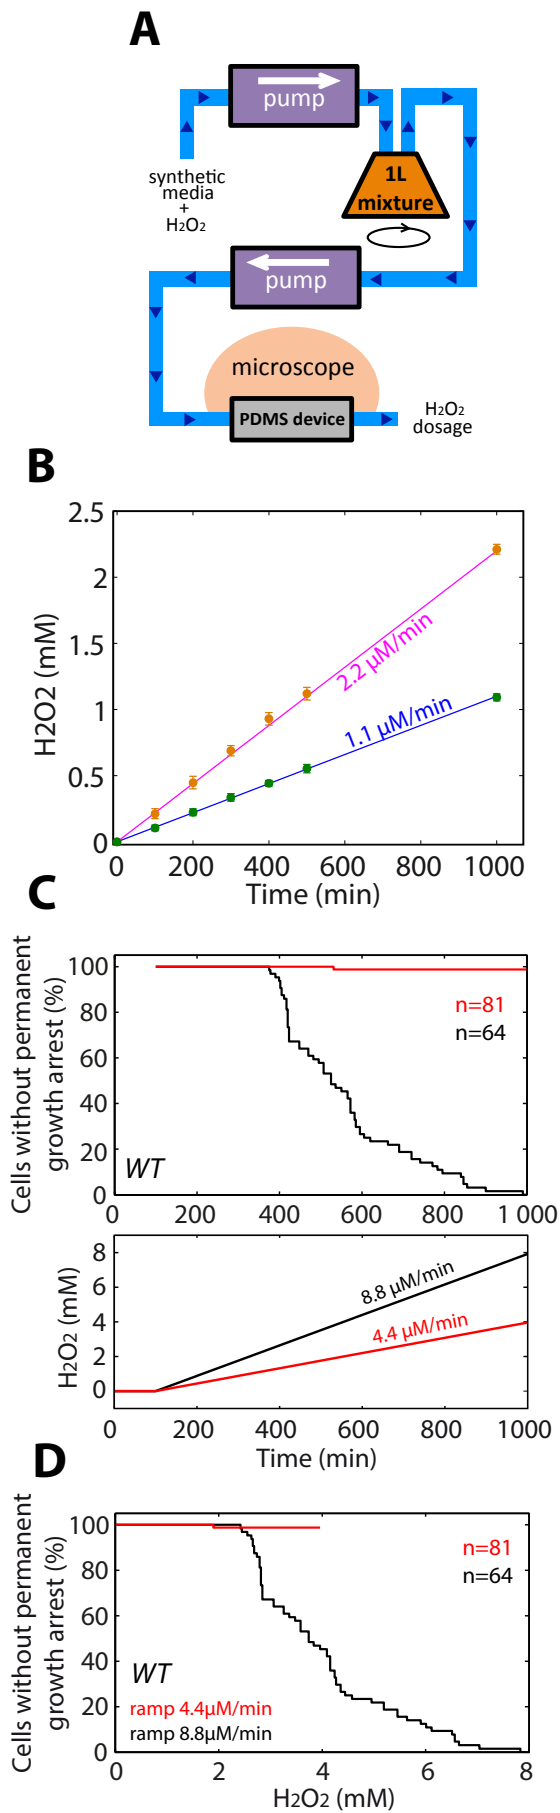 A
pump
synthetic
media
+
H2O2
1L
mixture
pump
microscope
PDMS device
H2O2
dosage
B
2.5
2
1.5
1
0.5
0
H2O2 (mM)
2.2 µM/min
1.1 µM/min
0 200 400 600 800 1000
Time (min)
C
Cells without permanent
growth arrest (%)
100
80
60
40
20
0
n=81
n=64
WT
0 200 400 600 800 1 000
H2O2 (mM)
8
6
4
2
0
8.8 µM/min
4.4 µM/min
0 200 400 600 800 1000
Time (min)
D
Cells without permanent
growth arrest (%)
100
80
60
40
20
0
n=81
n=64
WT
ramp 4.4µM/min
ramp 8.8µM/min
0 2 4 6 8
H2O2 (mM)